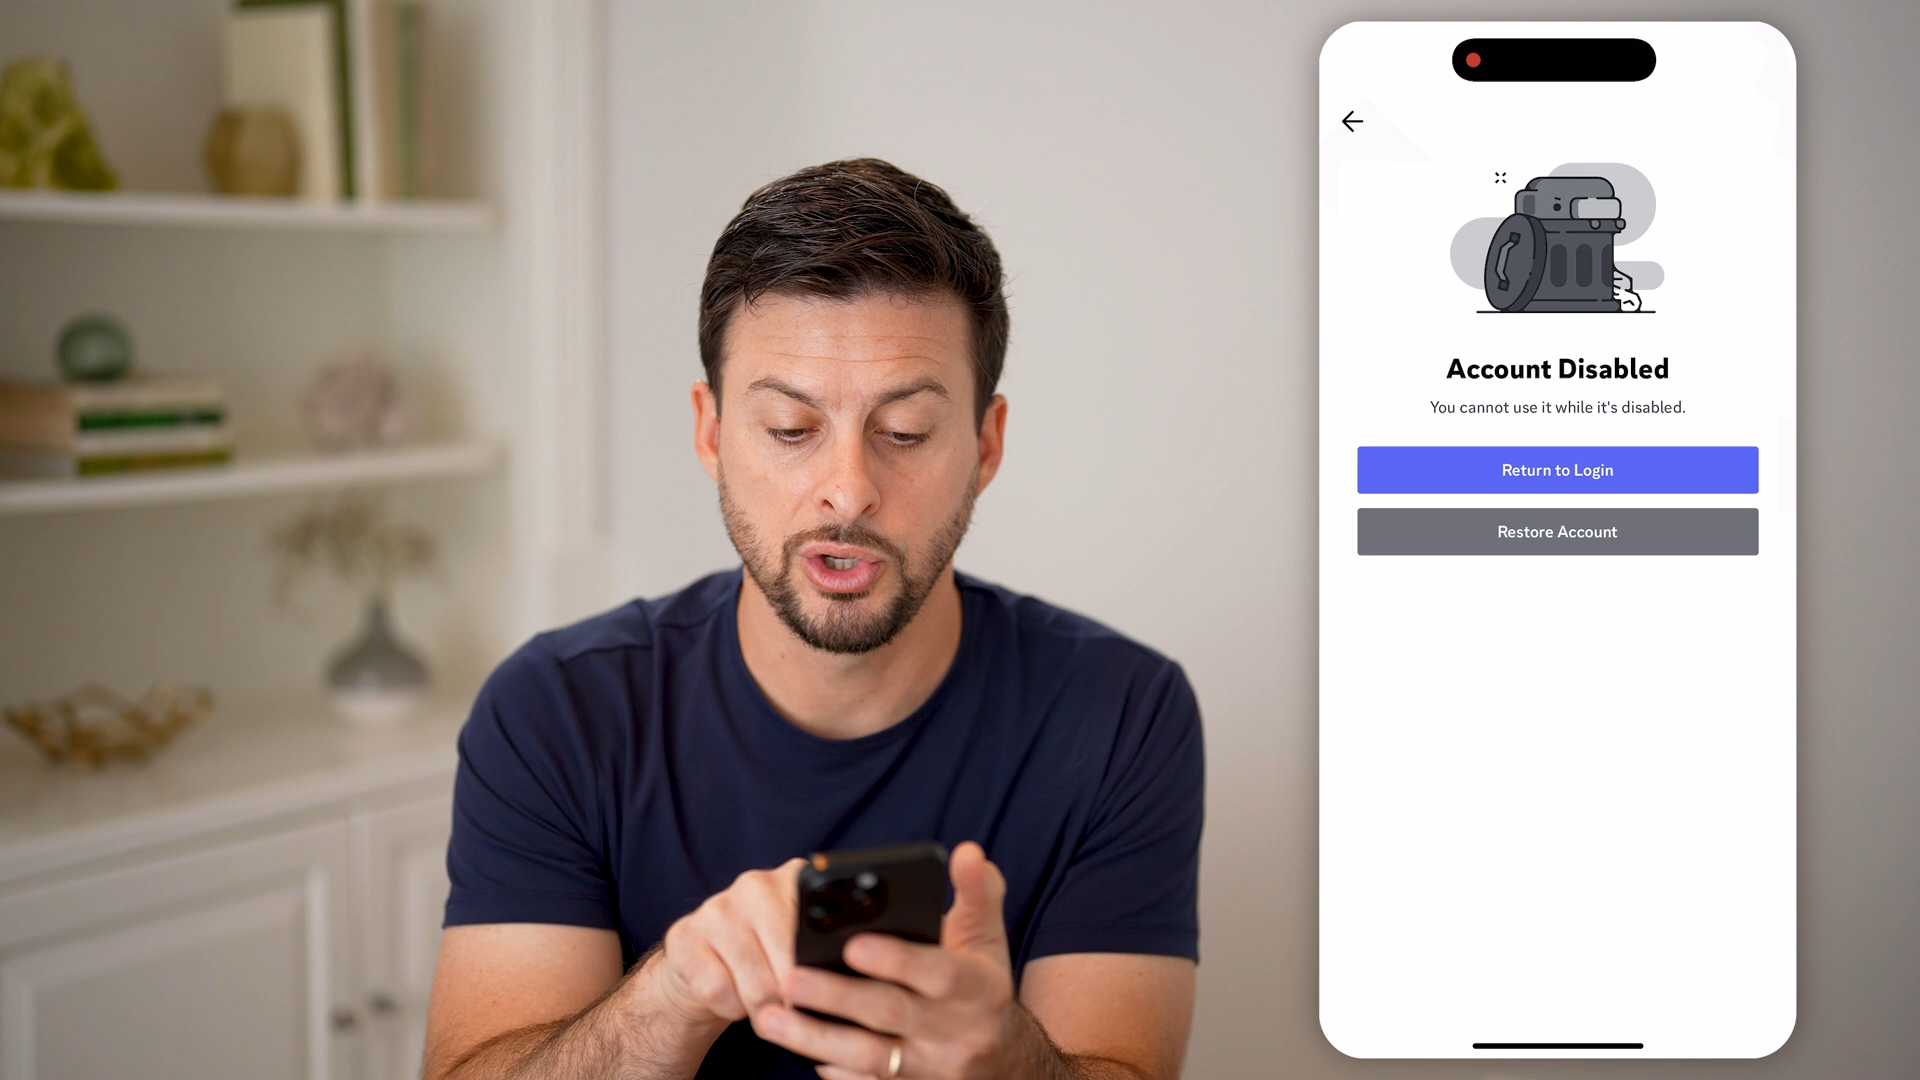 Account Disabled
You cannot use it while it's disabled.
Return to Login
Restore Account